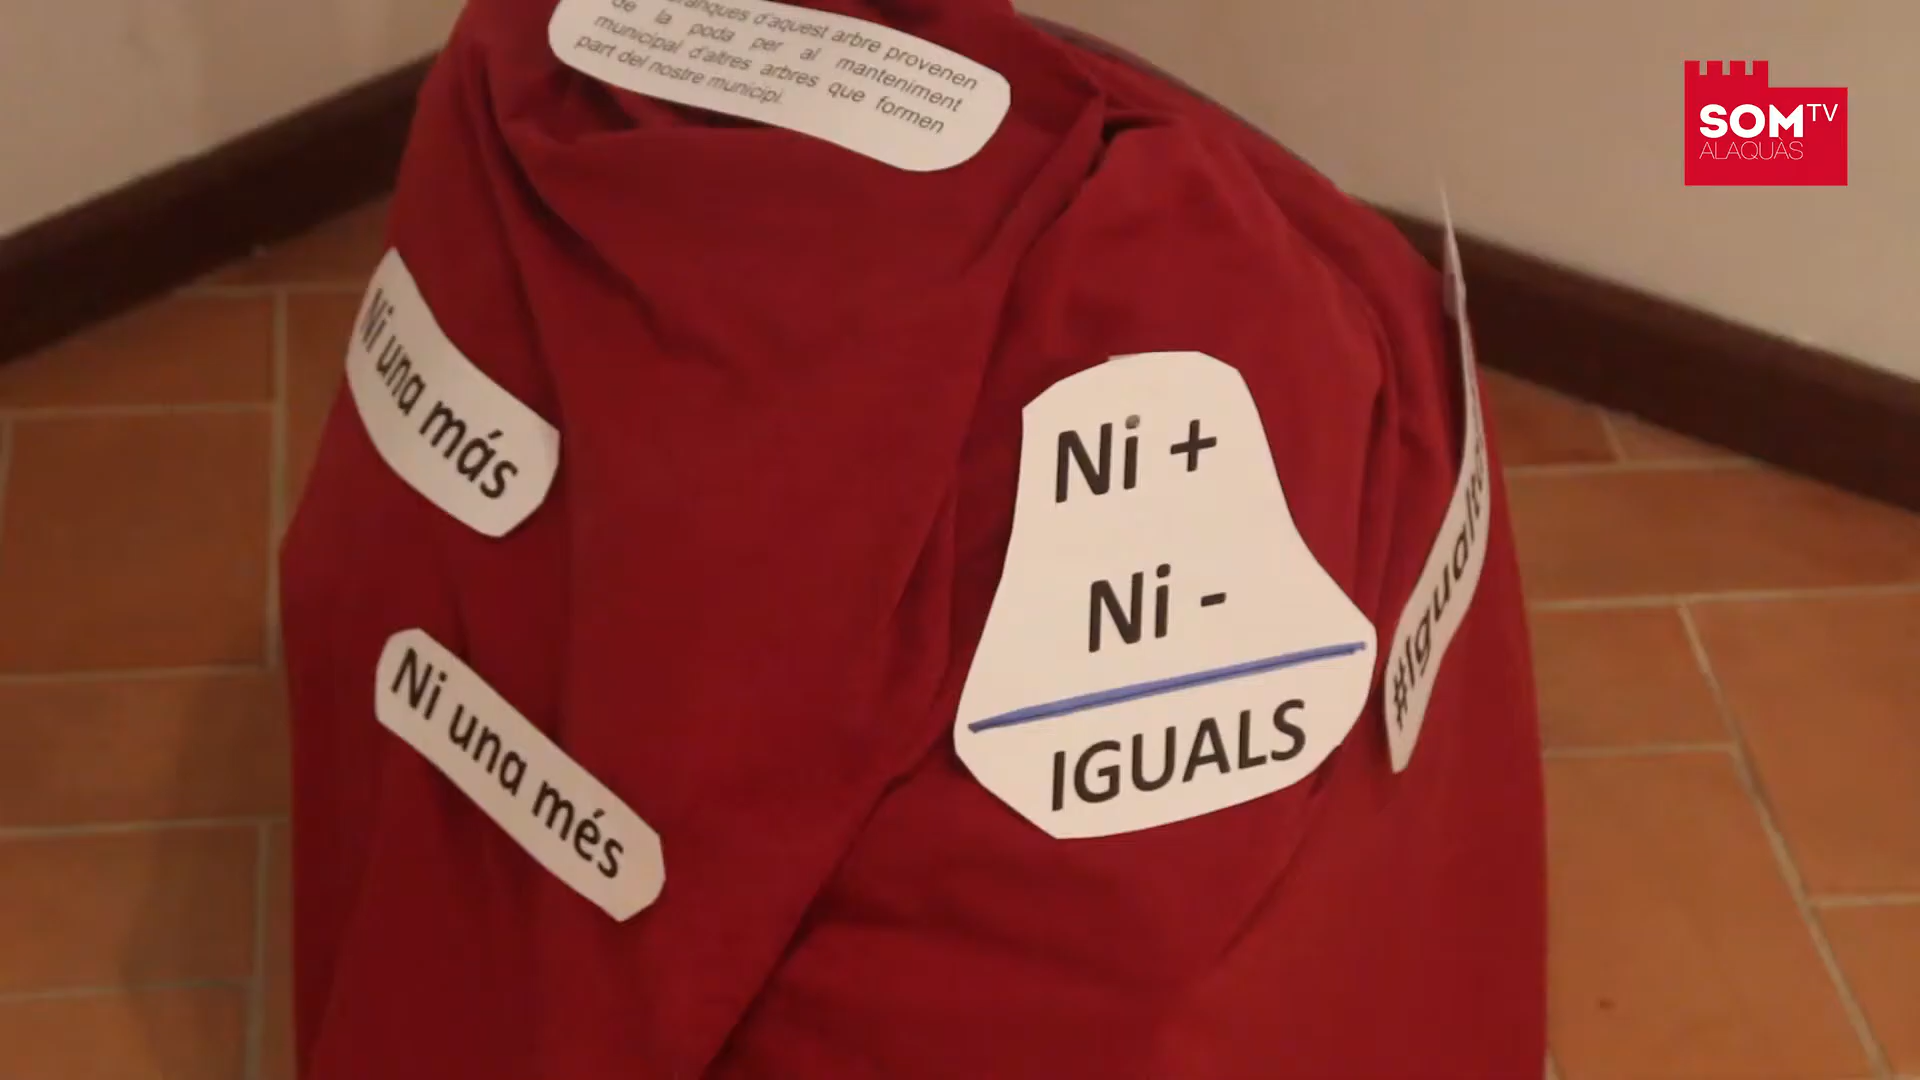 d'aquest arbre provenen
de la poda per al manteniment
municipal d'altres arbres que formen
part del nostre municipi.
SOM TV
ALAQUÀS
Ni una más
Ni +
Ni -
IGUALS
Ni una més